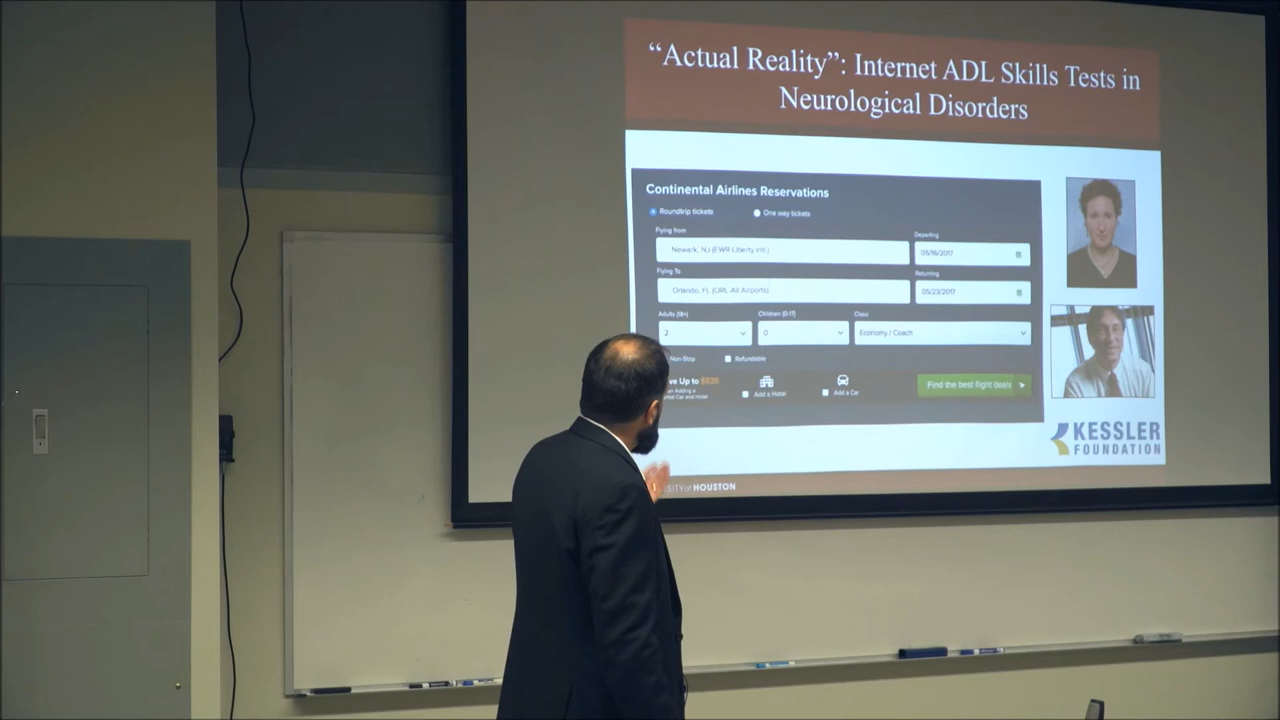 “Actual Reality”: Internet ADL Skills Tests in
Neurological Disorders
Continental Airlines Reservations
Roundtrip tickets
One way tickets
Flying from
Newark, NJ (EWR Liberty Intl.)
Departing
05/16/2017
Flying To
Orlando, FL (ORL All Airports)
Returning
05/23/2017
Adults (18+)
2
Children (0-17)
0
Class
Economy / Coach
Non-Stop
Refundable
Up to
Add a Hotel
Add a Car
Find the best flight deals
KESSLER
FOUNDATION
of HOUSTON